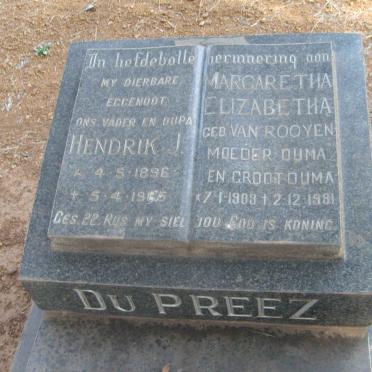 In liefdevolle herinnering aan
MY DIERBARE
EGGENOOT
ONS VADER EN OUPA
HENDRIK J.
* 4-5-1896
+ 5-4-19
MARGARETHA
ELIZABETHA
GEB VAN ROOYEN
MOEDER OUMA
EN GROOTOUMA
*7-1-1903 + 2-12-1981
GES. 22. RUS MY SIEL JOU GOD IS KONING.
DU PREEZ